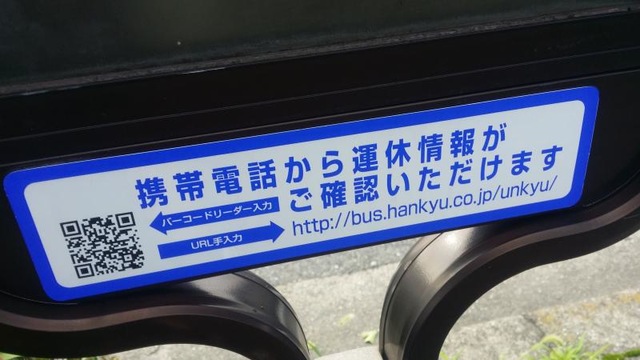 携帯電話から運休情報が
ご確認いただけます
バーコードリーダー入力
URL手入力
http://bus.hankyu.co.jp/unkyu/